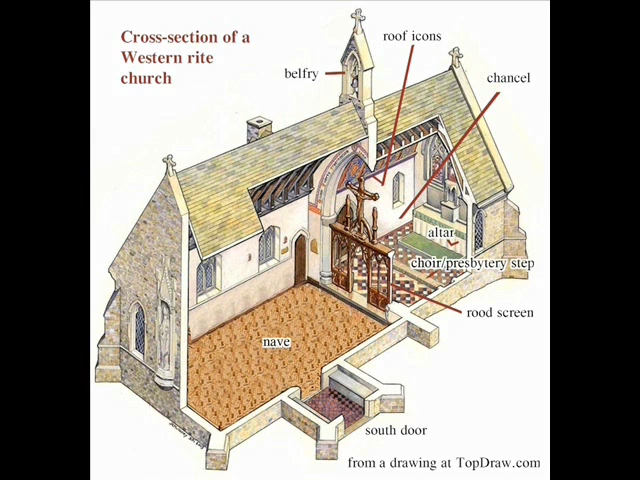 Cross-section of a
Western rite
church
roof icons
belfry
chancel
altar
choir/presbytery step
rood screen
nave
south door
from a drawing at TopDraw.com